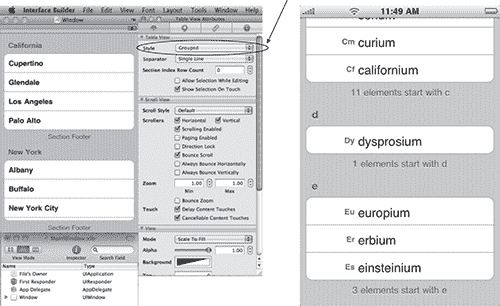 Interface Builder File Edit Font Layout Tools Window Help
Window
California
Cupertino
Glendale
Los Angeles
Palo Alto
Section Footer
New York
Albany
Buffalo
New York City
Section Footer
MainWindow.xib
View Mode Inspector Search Field
Name Type
File's Owner UIApplication
First Responder UIResponder
App Delegate AppDelegate
Window UIWindow
Table View Attributes
Table View
Style Grouped
Separator Single Line
Section Index Row Count 0
Allow Selection While Editing
Show Selection On Touch
Scroll View
Scroll Style Default
Scrollers Horizontal Vertical
Scrolling Enabled
Paging Enabled
Direction Lock
Bounce Scroll
Always Bounce Horizontally
Always Bounce Vertically
Zoom 1.00 1.00
Min Max
Bounce Zoom
Touch Delay Content Touches
Cancellable Content Touches
View
Mode Scale To Fill
Alpha 1.00
Background
11:49 AM
Cm curium
Cf californium
11 elements start with c
d
Dy dysprosium
1 elements start with d
e
Eu europium
Er erbium
Es einsteinium
3 elements start with e